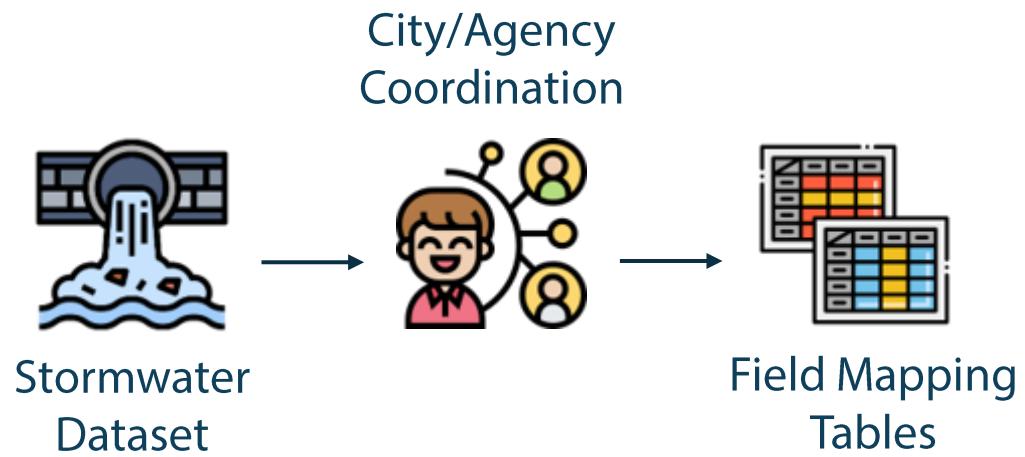 City/Agency
Coordination
Stormwater
Dataset
Field Mapping
Tables